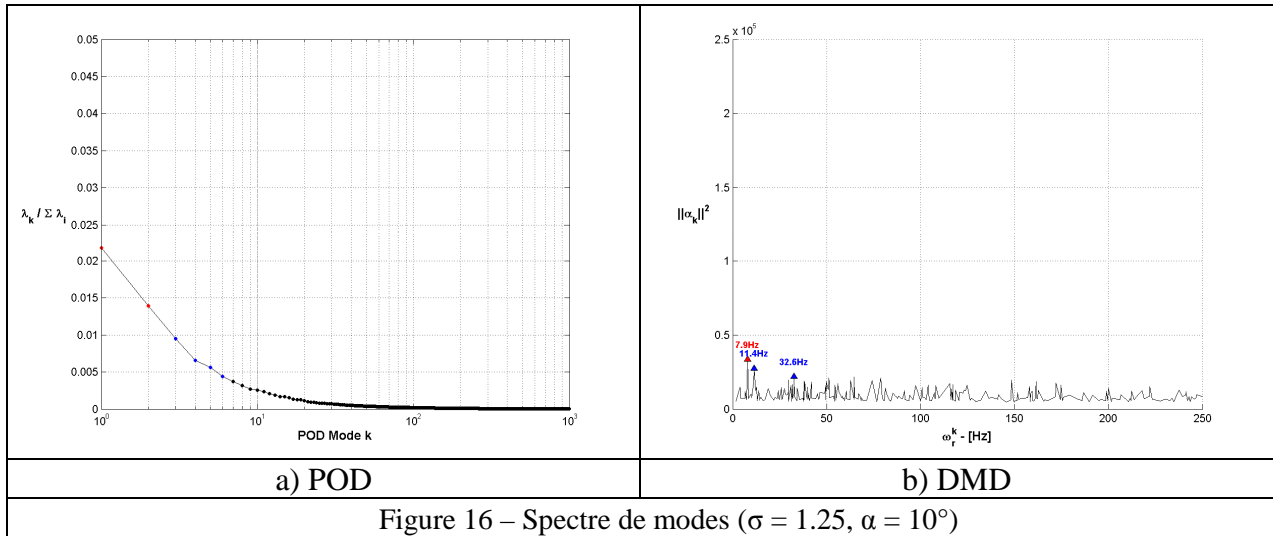 0.05
0.045
0.04
0.035
0.03
0.025
λk / Σ λi
0.02
0.015
0.01
0.005
0
10^0
10^1
10^2
10^3
POD Mode k
x 10^5
2.5
2
1.5
||αk||^2
1
0.5
0
7.9Hz
11.4Hz
32.6Hz
0
50
100
150
200
250
ω_r^k - [Hz]
a) POD
b) DMD
Figure 16 – Spectre de modes (σ = 1.25, α = 10°)